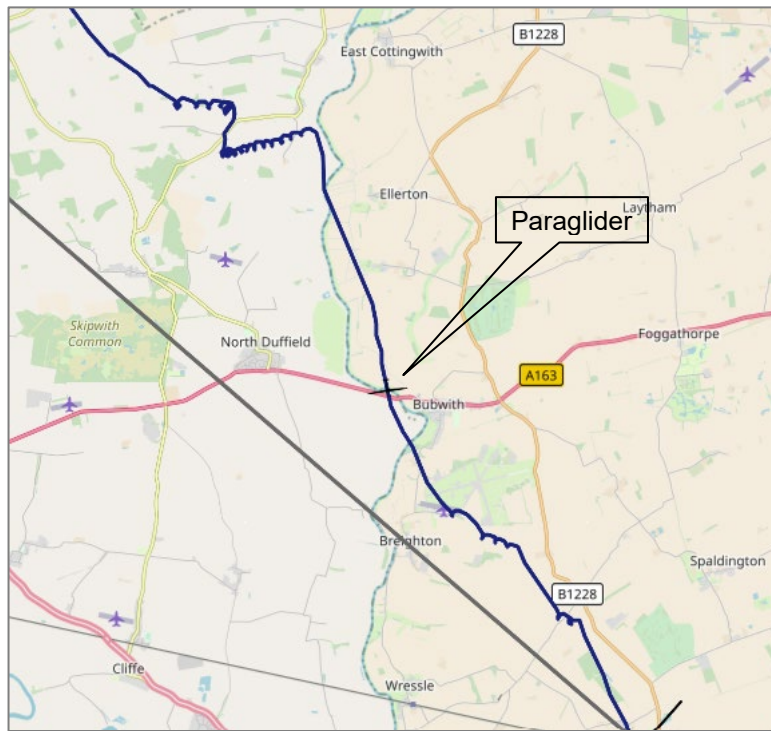 East Cottingwith
B1228
Ellerton
Paraglider
Laytham
Skipwith
Common
North Duffield
Foggathorpe
A163
Bubwith
Breighton
Spaldington
B1228
Cliffe
Wressle